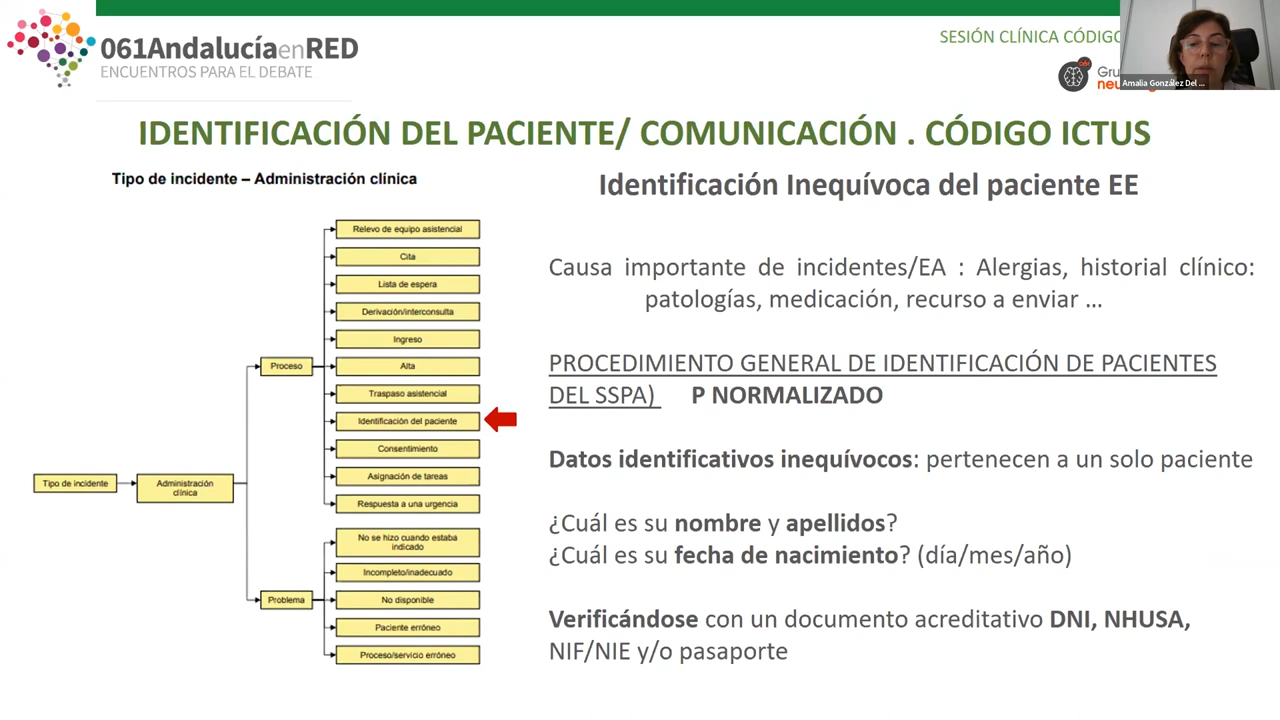 061AndalucíaenRED
ENCUENTROS PARA EL DEBATE
SESIÓN CLÍNICA CÓDIGO
Amalia González Del ...
IDENTIFICACIÓN DEL PACIENTE/ COMUNICACIÓN . CÓDIGO ICTUS
Tipo de incidente – Administración clínica
Tipo de incidente
Administración
clínica
Proceso
Relevo de equipo asistencial
Cita
Lista de espera
Derivación/interconsulta
Ingreso
Alta
Traspaso asistencial
Identificación del paciente
Consentimiento
Asignación de tareas
Respuesta a una urgencia
Problema
No se hizo cuando estaba
indicado
Incompleto/inadecuado
No disponible
Paciente erróneo
Proceso/servicio erróneo
Identificación Inequívoca del paciente EE
Causa importante de incidentes/EA : Alergias, historial clínico:
patologías, medicación, recurso a enviar ...
PROCEDIMIENTO GENERAL DE IDENTIFICACIÓN DE PACIENTES
DEL SSPA) P NORMALIZADO
Datos identificativos inequívocos: pertenecen a un solo paciente
¿Cuál es su nombre y apellidos?
¿Cuál es su fecha de nacimiento? (día/mes/año)
Verificándose con un documento acreditativo DNI, NHUSA,
NIF/NIE y/o pasaporte